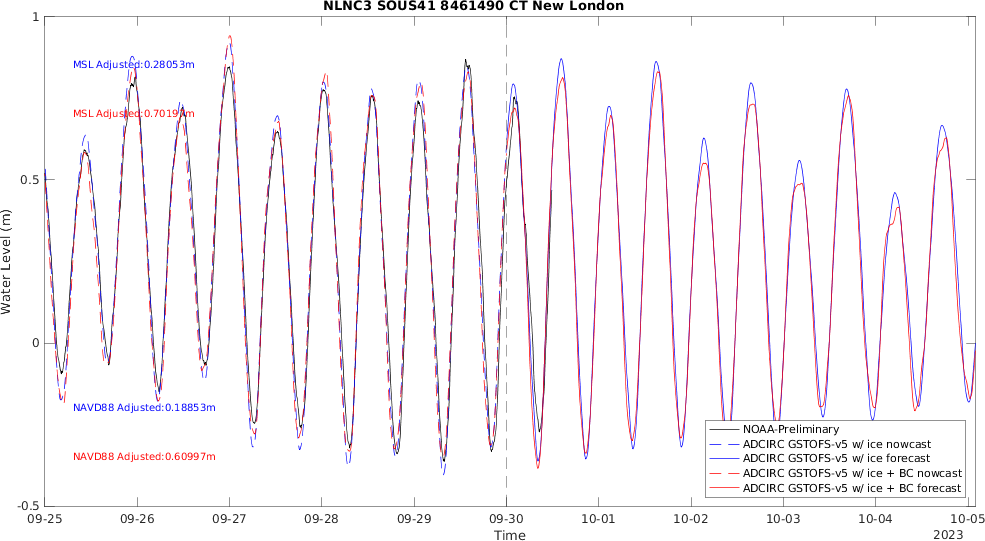 NLNC3 SOUS41 8461490 CT New London
Water Level (m)
1
0.5
0
-0.5
MSL Adjusted:0.28053m
MSL Adjusted:0.7019 m
NAVD88 Adjusted:0.18853m
NAVD88 Adjusted:0.60997m
NOAA-Preliminary
ADCIRC GSTOFS-v5 w/ ice nowcast
ADCIRC GSTOFS-v5 w/ ice forecast
ADCIRC GSTOFS-v5 w/ ice + BC nowcast
ADCIRC GSTOFS-v5 w/ ice + BC forecast
09-25 09-26 09-27 09-28 09-29 09-30 10-01 10-02 10-03 10-04 10-05
Time
2023